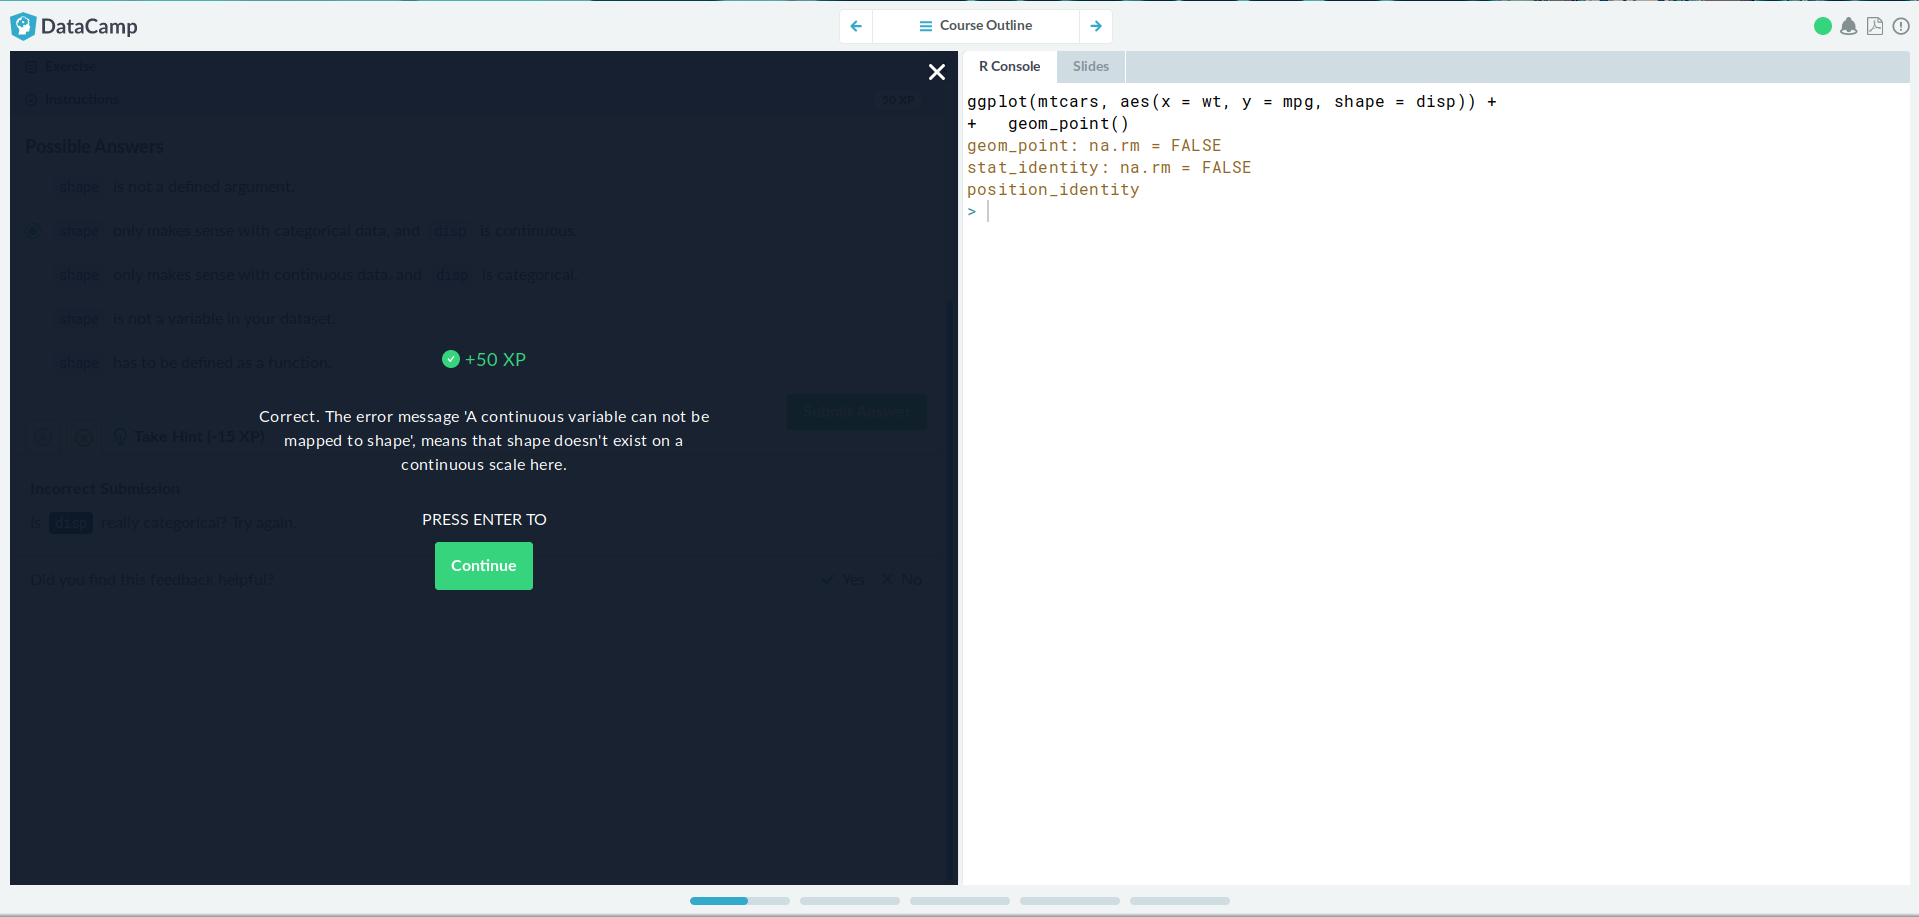 DataCamp
Course Outline
Exercise
Instructions
50 XP
Possible Answers
shape is not a defined argument.
shape only makes sense with categorical data, and disp is continuous.
shape only makes sense with continuous data, and disp is categorical.
shape is not a variable in your dataset.
shape has to be defined as a function.
+50 XP
Correct. The error message 'A continuous variable can not be
mapped to shape', means that shape doesn't exist on a
continuous scale here.
Submit Answer
Take Hint (-15 XP)
Incorrect Submission
Is disp really categorical? Try again.
PRESS ENTER TO
Continue
Did you find this feedback helpful?
Yes
No
R Console
Slides
ggplot(mtcars, aes(x = wt, y = mpg, shape = disp)) +
+   geom_point()
geom_point: na.rm = FALSE
stat_identity: na.rm = FALSE
position_identity
>